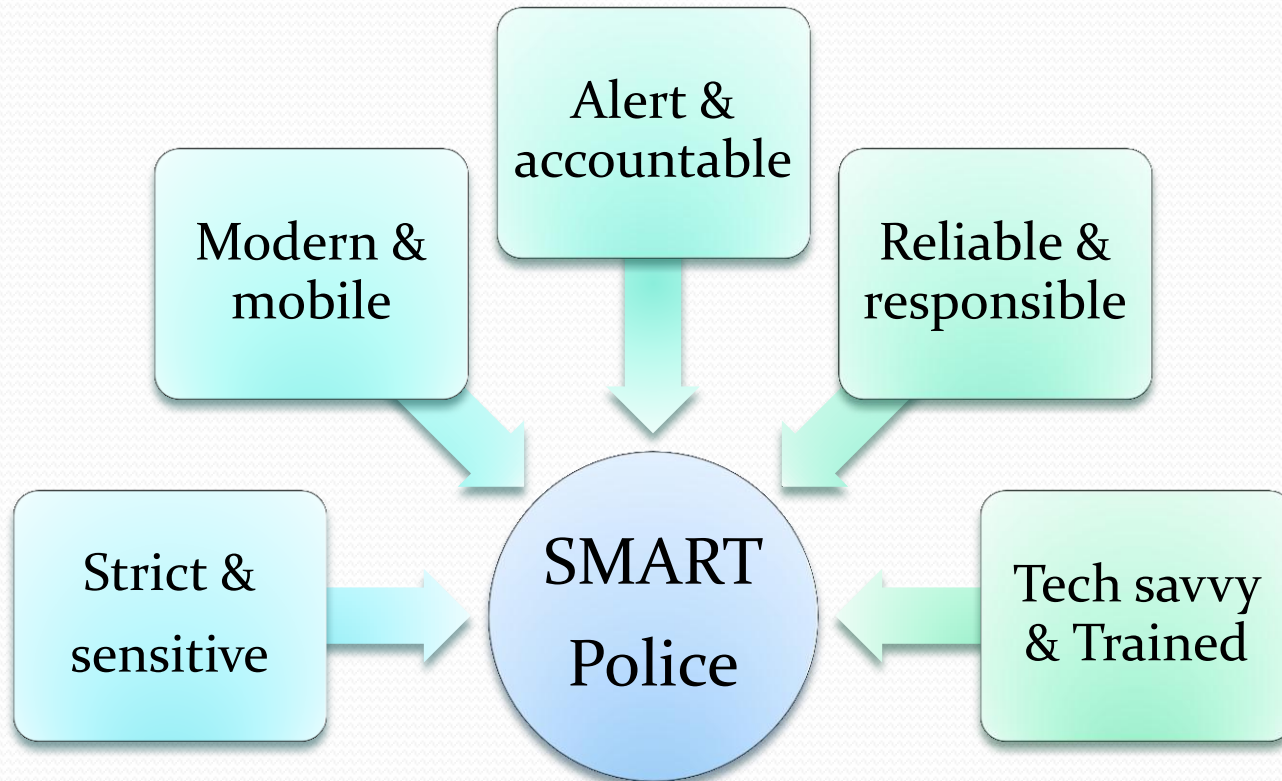 Alert &
accountable
Modern &
mobile
Reliable &
responsible
Strict &
sensitive
SMART
Police
Tech savvy
& Trained